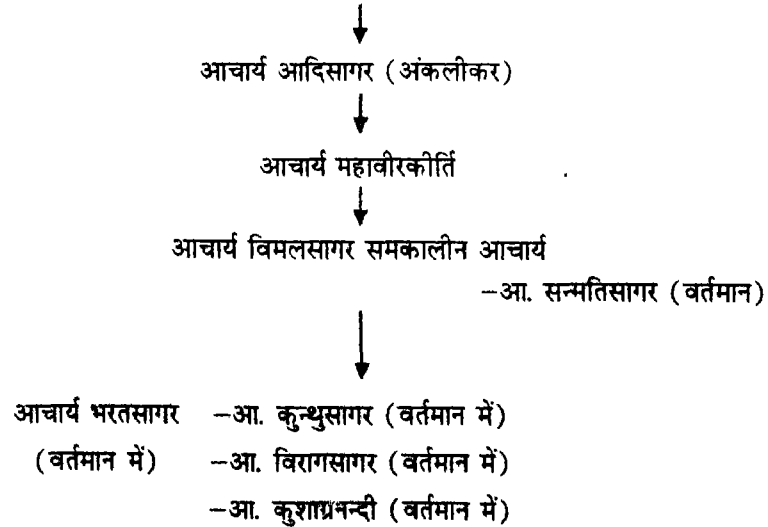 आचार्य आदिसागर (अंकलीकर)
आचार्य महावीरकीर्ति
आचार्य विमलसागर समकालीन आचार्य
–आ. सन्मतिसागर (वर्तमान)
आचार्य भरतसागर –आ. कुन्थुसागर (वर्तमान में)
(वर्तमान में) –आ. विरागसागर (वर्तमान में)
–आ. कुशाग्रनन्दी (वर्तमान में)